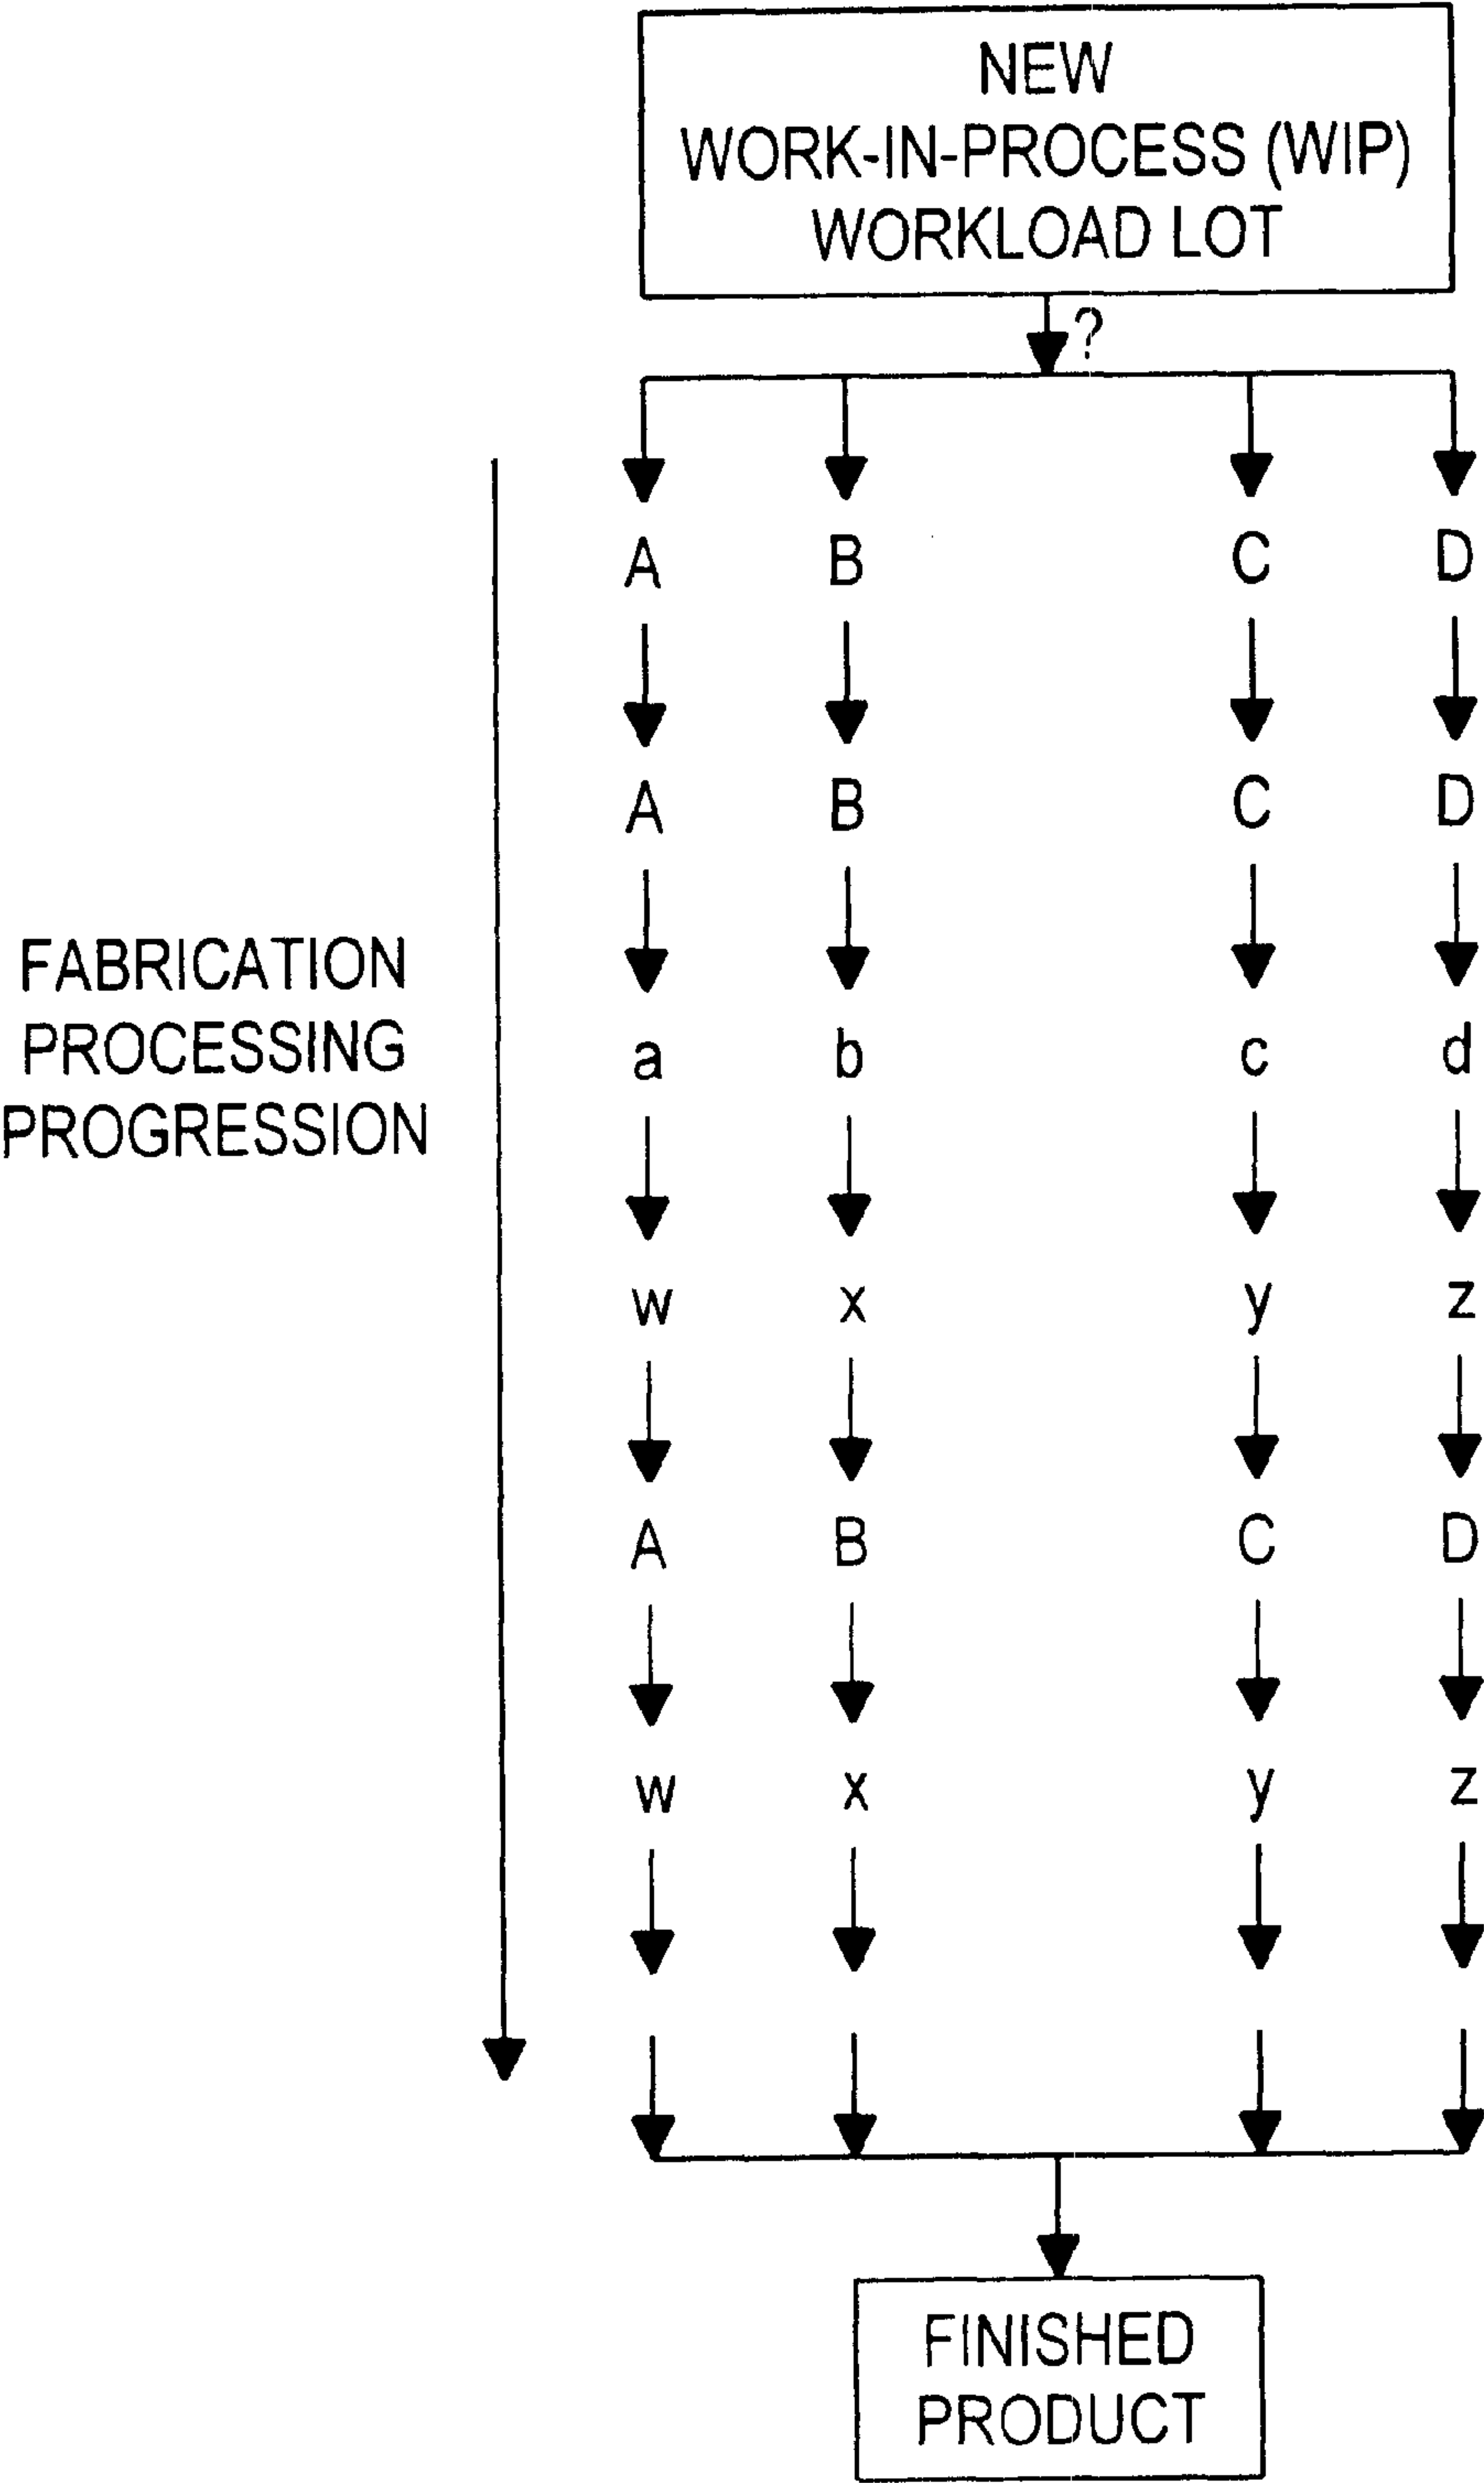 NEW
WORK-IN-PROCESS (WIP)
WORKLOAD LOT
?
A B C D
A B C D
FABRICATION
PROCESSING
PROGRESSION
a b c d
w x y z
A B C D
w x y z
FINISHED
PRODUCT